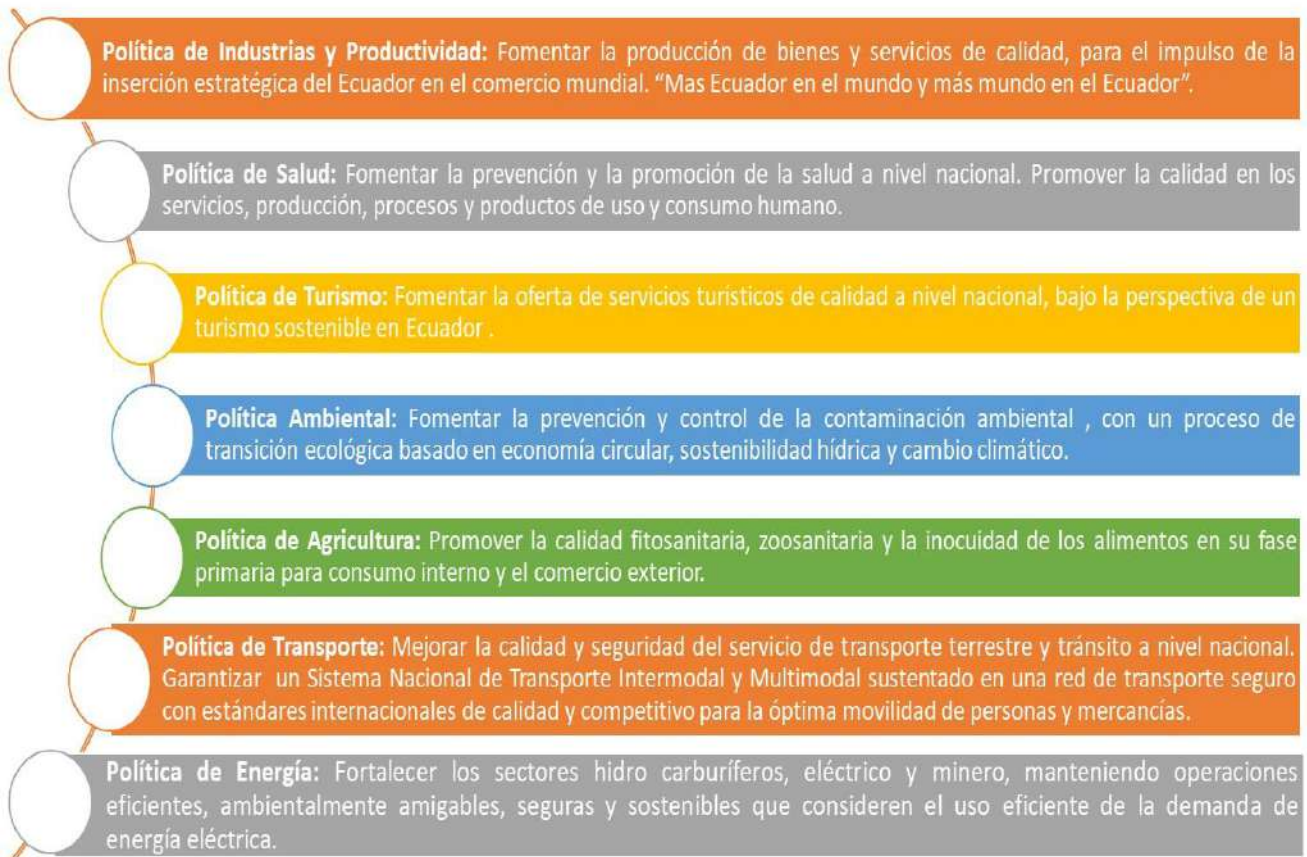 Política de Industrias y Productividad: Fomentar la producción de bienes y servicios de calidad, para el impulso de la
inserción estratégica del Ecuador en el comercio mundial. “Mas Ecuador en el mundo y más mundo en el Ecuador”.
Política de Salud: Fomentar la prevención y la promoción de la salud a nivel nacional. Promover la calidad en los
servicios, producción, procesos y productos de uso y consumo humano.
Política de Turismo: Fomentar la oferta de servicios turísticos de calidad a nivel nacional, bajo la perspectiva de un
turismo sostenible en Ecuador .
Política Ambiental: Fomentar la prevención y control de la contaminación ambiental , con un proceso de
transición ecológica basado en economía circular, sostenibilidad hídrica y cambio climático.
Política de Agricultura: Promover la calidad fitosanitaria, zoosanitaria y la inocuidad de los alimentos en su fase
primaria para consumo interno y el comercio exterior.
Política de Transporte: Mejorar la calidad y seguridad del servicio de transporte terrestre y tránsito a nivel nacional.
Garantizar un Sistema Nacional de Transporte Intermodal y Multimodal sustentado en una red de transporte seguro
con estándares internacionales de calidad y competitivo para la óptima movilidad de personas y mercancías.
Política de Energía: Fortalecer los sectores hidro carburíferos, eléctrico y minero, manteniendo operaciones
eficientes, ambientalmente amigables, seguras y sostenibles que consideren el uso eficiente de la demanda de
energía eléctrica.